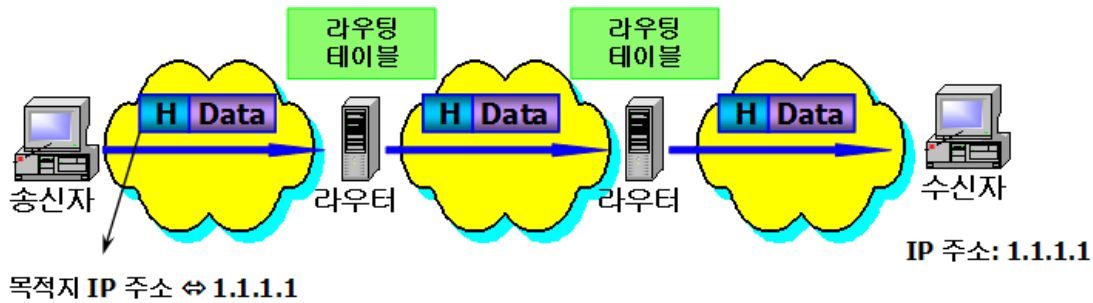 라우팅
테이블
라우팅
테이블
H Data
H Data
H Data
송신자
라우터
라우터
수신자
IP 주소: 1.1.1.1
목적지 IP 주소 ⇔ 1.1.1.1